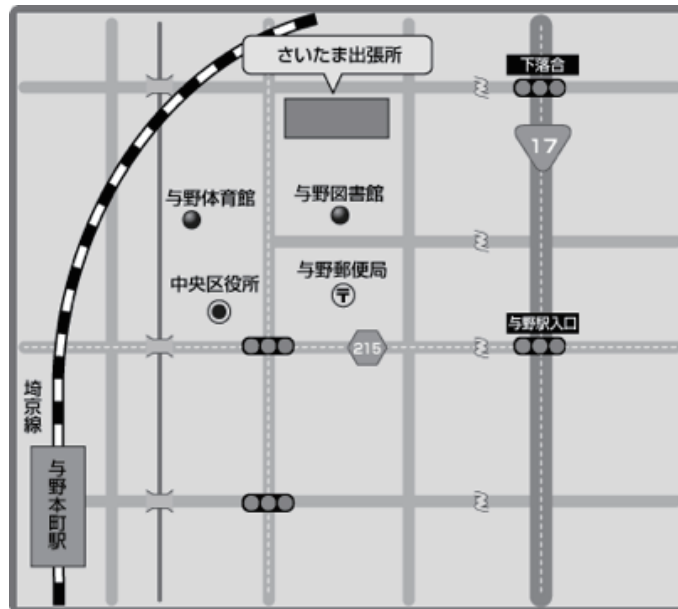 さいたま出張所
下落合
17
与野体育館
与野図書館
中央区役所
与野郵便局
〒
与野駅入口
215
埼京線
与野本町駅